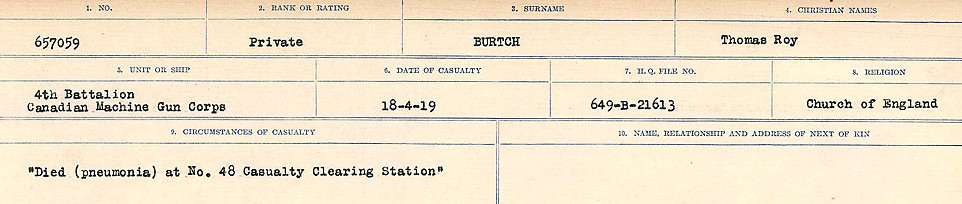 1. NO. 2. RANK OR RATING 3. SURNAME 4. CHRISTIAN NAMES
657059 Private BURTCH Thomas Roy
5. UNIT OR SHIP 6. DATE OF CASUALTY 7. H.Q. FILE NO. 8. RELIGION
4th Battalion
Canadian Machine Gun Corps 18-4-19 649-B-21613 Church of England
9. CIRCUMSTANCES OF CASUALTY 10. NAME, RELATIONSHIP AND ADDRESS OF NEXT OF KIN
"Died (pneumonia) at No. 48 Casualty Clearing Station"